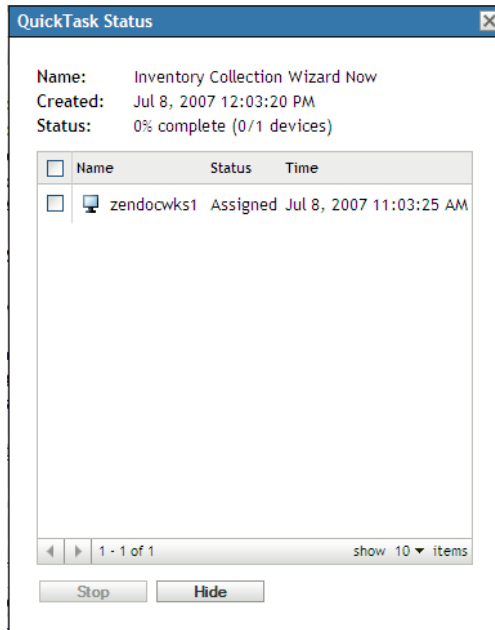 QuickTask Status
Name: Inventory Collection Wizard Now
Created: Jul 8, 2007 12:03:20 PM
Status: 0% complete (0/1 devices)
Name Status Time
zendocwks1 Assigned Jul 8, 2007 11:03:25 AM
1 - 1 of 1 show 10 items
Stop Hide